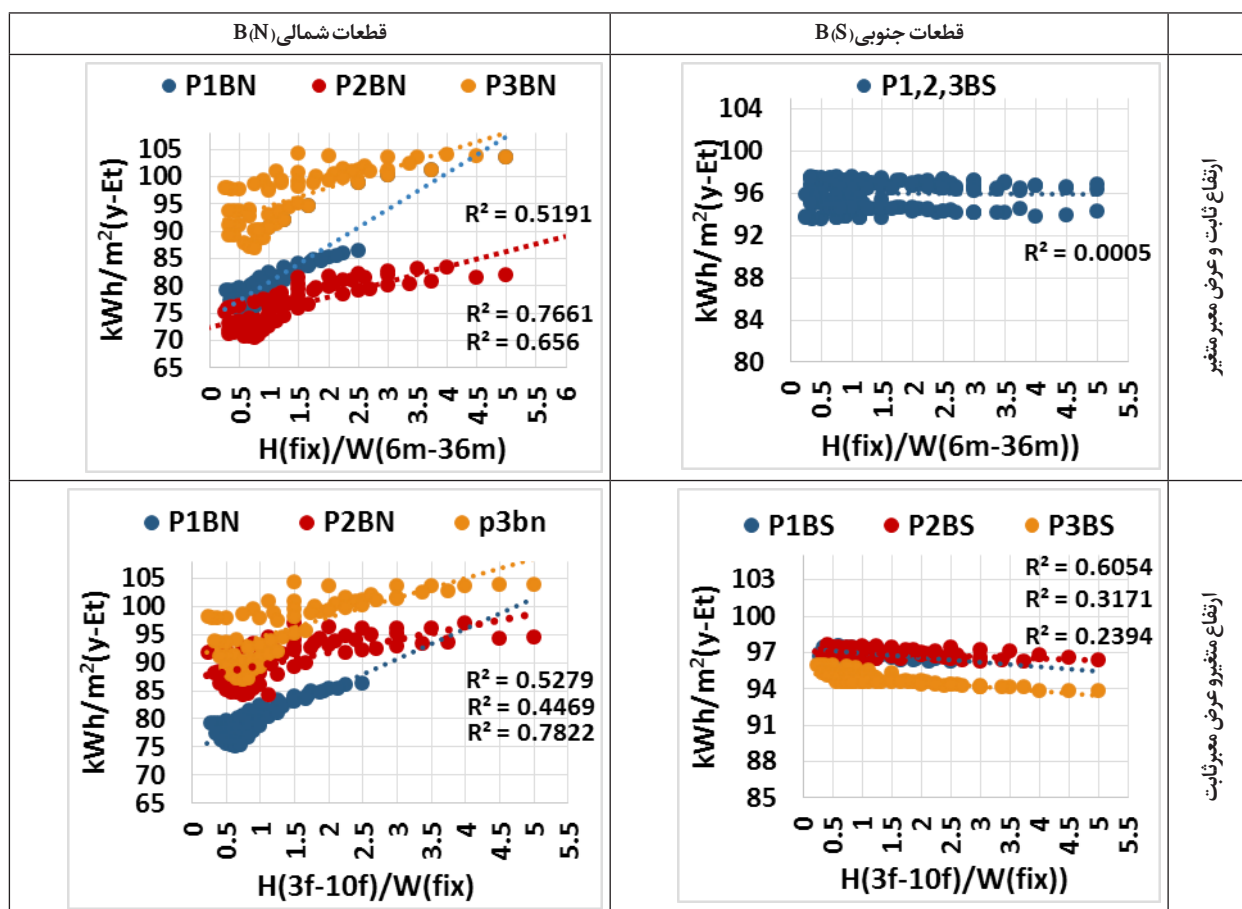 قطعات جنوبی(S)B
قطعات شمالی(N)B
ارتفاع ثابت و عرض معبر متغیر
P1,2,3BS
104
100
96
92
88
84
80
kWh/m²(y-Et)
R² = 0.0005
0 0.5 1 1.5 2 2.5 3 3.5 4 4.5 5 5.5
H(fix)/W(6m-36m))
P1BN P2BN P3BN
105
100
95
90
85
80
75
70
65
kWh/m²(y-Et)
R² = 0.5191
R² = 0.7661
R² = 0.656
0 0.5 1 1.5 2 2.5 3 3.5 4 4.5 5 5.5 6
H(fix)/W(6m-36m)
ارتفاع متغیرو عرض معبرثابت
P1BS P2BS P3BS
103
100
97
94
91
88
85
kWh/m²(y-Et)
R² = 0.6054
R² = 0.3171
R² = 0.2394
0 0.5 1 1.5 2 2.5 3 3.5 4 4.5 5 5.5
H(3f-10f)/W(fix))
P1BN P2BN p3bn
105
100
95
90
85
80
75
70
65
kWh/m²(y-Et)
R² = 0.5279
R² = 0.4469
R² = 0.7822
0 0.5 1 1.5 2 2.5 3 3.5 4 4.5 5 5.5
H(3f-10f)/W(fix)